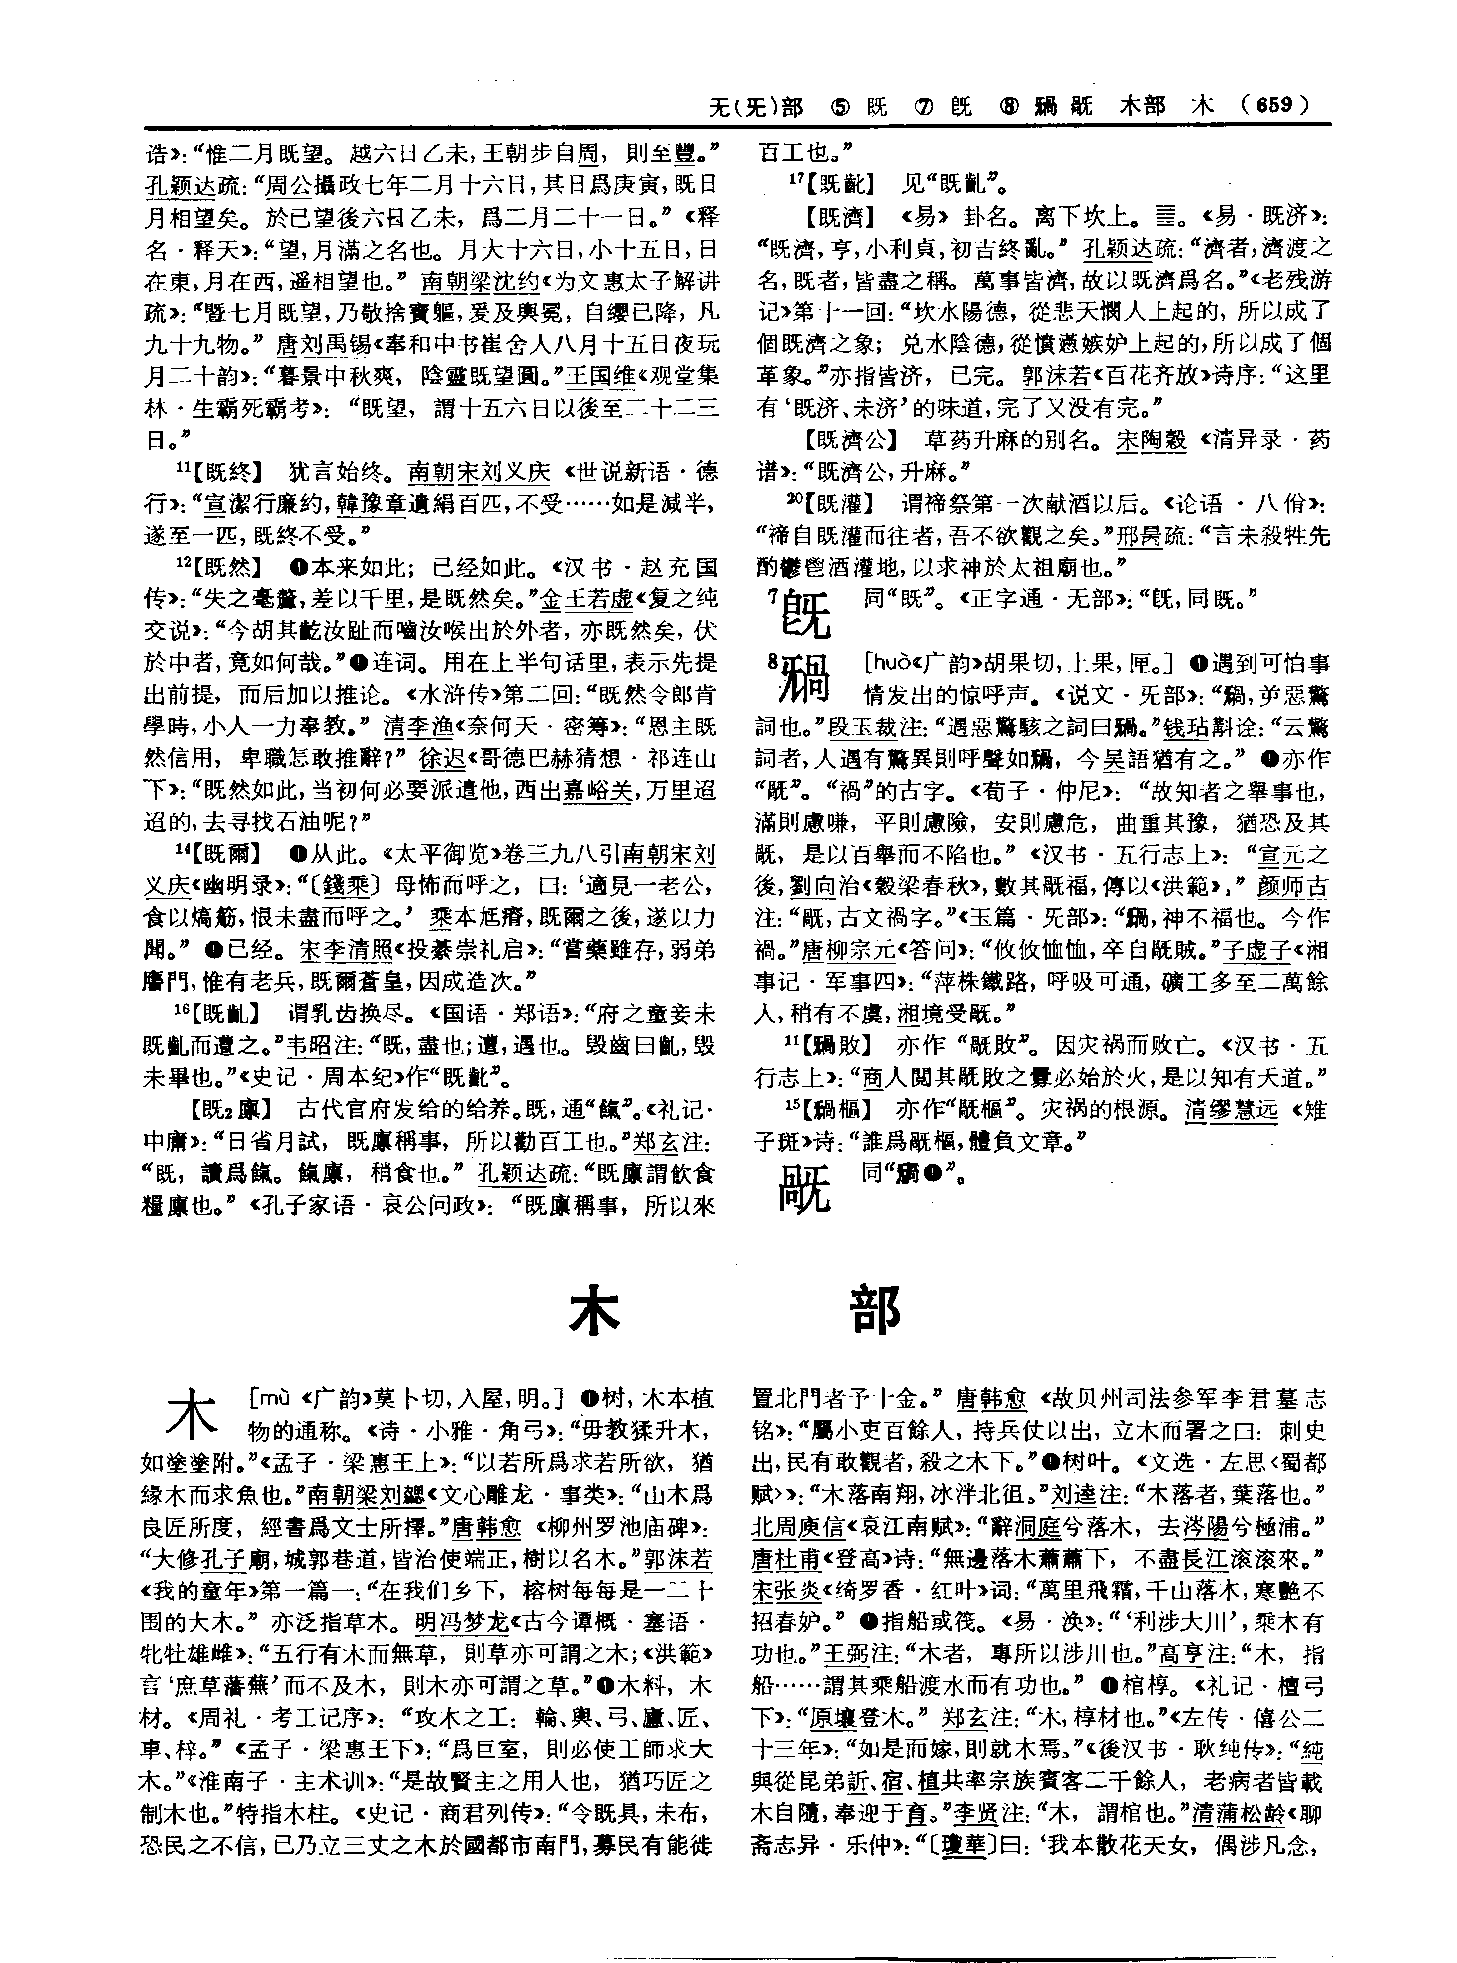 无(旡)部 ⑤ 既 ⑦ 旣 ⑧ 𣄸 旤 木部 木 (659)
诰》：“惟二月既望。越六日乙未，王朝步自周，則至豐。”
孔颖达疏：“周公攝政七年二月十六日，其日爲庚寅，既日
月相望矣。於已望後六日乙未，爲二月二十一日。”《释
名·释天》：“望，月滿之名也。月大十六日，小十五日，日
在東，月在西，遥相望也。”南朝梁沈约《为文惠太子解讲
疏》：“暨七月既望，乃敬捨寶軀，爰及輿冕，自缨已降，凡
九十九物。”唐刘禹锡《奉和中书崔舍人八月十五日夜玩
月二十韵》：“暮景中秋爽，陰靈既望圓。”王国维《观堂集
林·生霸死霸考》：“既望，謂十五六日以後至二十二三
日。”
11【既終】 犹言始终。南朝宋刘义庆《世说新语·德
行》：“宣潔行廉约，韓豫章遺絹百匹，不受……如是减半，
遂至一匹，既終不受。”
12【既然】 ❶本来如此；已经如此。《汉书·赵充国
传》：“失之毫釐，差以千里，是既然矣。”金王若虚《复之纯
交说》：“今胡其齕汝趾而嚙汝喉出於外者，亦既然矣，伏
於中者，竟如何哉。”❷连词。用在上半句话里，表示先提
出前提，而后加以推论。《水浒传》第二回：“既然令郎肯
學時，小人一力奉教。”清李渔《奈何天·密筹》：“恩主既
然信用，卑職怎敢推辭？”徐迟《哥德巴赫猜想·祁连山
下》：“既然如此，当初何必要派遣他，西出嘉峪关，万里迢
迢的，去寻找石油呢？”
14【既爾】 ❶从此。《太平御览》卷三九八引南朝宋刘
义庆《幽明录》：“〔錢乘〕母怖而呼之，曰：‘適見一老公，
食以熇觔，恨未盡而呼之。’乘本尫瘠，既爾之後，遂以力
聞。”❷已经。宋李清照《投綦崇礼启》：“嘗藥雖存，弱弟
應門，惟有老兵，既爾蒼皇，因成造次。”
16【既齓】 谓乳齿换尽。《国语·郑语》：“府之童妾未
既齓而遭之。”韦昭注：“既，盡也；遭，遇也。毁齒曰齓，毁
未畢也。”《史记·周本纪》作“既齔”。
【既₂廩】 古代官府发给的给养。既，通“餼”。《礼记·
中庸》：“日省月試，既廩稱事，所以勸百工也。”郑玄注：
“既，讀爲餼。餼廩，稍食也。”孔颖达疏：“既廩謂飲食
糧廩也。”《孔子家语·哀公问政》：“既廩稱事，所以來
百工也。”
17【既齔】 见“既齓”。
【既濟】 《易》卦名。离下坎上。䷾。《易·既济》：
“既濟，亨，小利貞，初吉終亂。”孔颖达疏：“濟者，濟渡之
名，既者，皆盡之稱。萬事皆濟，故以既濟爲名。”《老残游
记》第十一回：“坎水陽德，從悲天憫人上起的，所以成了
個既濟之象；兑水陰德，從憤懣嫉妒上起的，所以成了個
革象。”亦指皆济，已完。郭沫若《百花齐放》诗序：“这里
有‘既济、未济’的味道，完了又没有完。”
【既濟公】 草药升麻的别名。宋陶穀《清异录·药
谱》：“既濟公，升麻。”
20【既灌】 谓禘祭第一次献酒以后。《论语·八佾》：
“禘自既灌而往者，吾不欲觀之矣。”邢昺疏：“言未殺牲先
酌鬱鬯酒灌地，以求神於太祖廟也。”
7旣 同“既”。《正字通·无部》：“旣，同既。”
8𣄸 [huò《广韵》胡果切，上果，匣。] ❶遇到可怕事
情发出的惊呼声。《说文·旡部》：“𣄸，屰惡驚
詞也。”段玉裁注：“遇惡驚駭之詞曰𣄸。”钱坫斠诠：“云驚
詞者，人遇有驚異則呼聲如𣄸，今吴語猶有之。” ❷亦作
“旤”。“禍”的古字。《荀子·仲尼》：“故知者之舉事也，
滿則慮嗛，平則慮險，安則慮危，曲重其豫，猶恐及其
旤，是以百舉而不陷也。”《汉书·五行志上》：“宣元之
後，劉向治《穀梁春秋》，數其旤福，傳以《洪範》。”颜师古
注：“旤，古文禍字。”《玉篇·旡部》：“𣄸，神不福也。今作
禍。”唐柳宗元《答问》：“攸攸恤恤，卒自旤賊。”子虚子《湘
事记·军事四》：“萍株鐵路，呼吸可通，礦工多至二萬餘
人，稍有不虞，湘境受旤。”
11【𣄸敗】 亦作“旤敗”。因灾祸而败亡。《汉书·五
行志上》：“商人閲其旤敗之釁必始於火，是以知有天道。”
15【𣄸樞】 亦作“旤樞”。灾祸的根源。清缪慧远《雉
子斑》诗：“誰爲旤樞，體負文章。”
旤 同“𣄸❷”。
木 部
木 [mù《广韵》莫卜切，入屋，明。] ❶树，木本植
物的通称。《诗·小雅·角弓》：“毋教猱升木，
如塗塗附。”《孟子·梁惠王上》：“以若所爲求若所欲，猶
緣木而求魚也。”南朝梁刘勰《文心雕龙·事类》：“山木爲
良匠所度，經書爲文士所擇。”唐韩愈《柳州罗池庙碑》：
“大修孔子廟，城郭巷道，皆治使端正，樹以名木。”郭沫若
《我的童年》第一篇一：“在我们乡下，榕树每每是一二十
围的大木。”亦泛指草木。明冯梦龙《古今谭概·塞语·
牝牡雄雌》：“五行有木而無草，則草亦可謂之木；《洪範》
言‘庶草蕃蕪’而不及木，則木亦可謂之草。”❷木料，木
材。《周礼·考工记序》：“攻木之工：輪、輿、弓、廬、匠、
車、梓。”《孟子·梁惠王下》：“爲巨室，則必使工師求大
木。”《淮南子·主术训》：“是故賢主之用人也，猶巧匠之
制木也。”特指木柱。《史记·商君列传》：“令既具，未布，
恐民之不信，已乃立三丈之木於國都市南門，募民有能徙
置北門者予十金。”唐韩愈《故贝州司法参军李君墓志
铭》：“屬小吏百餘人，持兵仗以出，立木而署之曰：刺史
出，民有敢觀者，殺之木下。”❸树叶。《文选·左思〈蜀都
赋〉》：“木落南翔，冰泮北徂。”刘逵注：“木落者，葉落也。”
北周庾信《哀江南赋》：“辭洞庭兮落木，去涔陽兮極浦。”
唐杜甫《登高》诗：“無邊落木蕭蕭下，不盡長江滚滚來。”
宋张炎《绮罗香·红叶》词：“萬里飛霜，千山落木，寒艷不
招春妒。” ❹指船或筏。《易·涣》：“‘利涉大川’，乘木有
功也。”王弼注：“木者，專所以涉川也。”高亨注：“木，指
船……謂其乘船渡水而有功也。” ❺棺椁。《礼记·檀弓
下》：“原壤登木。”郑玄注：“木，椁材也。”《左传·僖公二
十三年》：“如是而嫁，則就木焉。”《後汉书·耿纯传》：“純
與從昆弟訢、宿、植共率宗族賓客二千餘人，老病者皆載
木自隨，奉迎于育。”李贤注：“木，謂棺也。”清蒲松龄《聊
斋志异·乐仲》：“〔瓊華〕曰：‘我本散花天女，偶涉凡念，